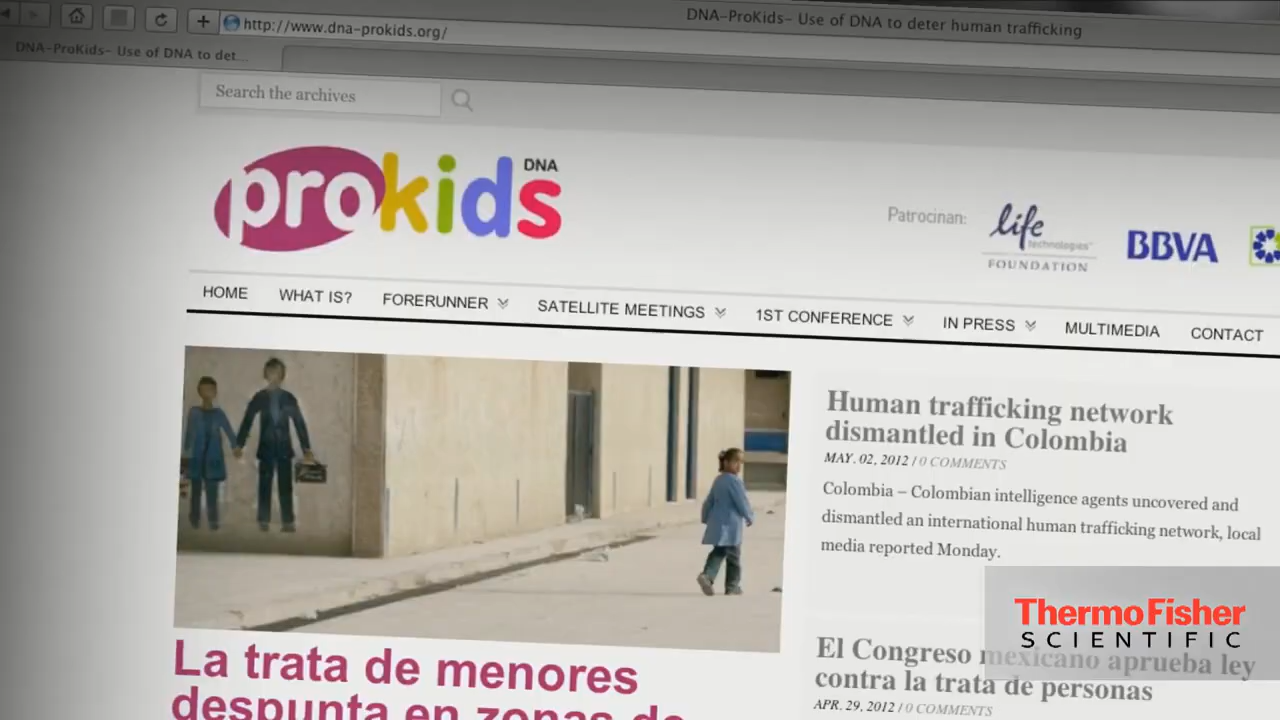 DNA-ProKids- Use of DNA to deter human trafficking
http://www.dna-prokids.org/
DNA-ProKids- Use of DNA to det...
Search the archives
prokids
DNA
Patrocinan:
life
technologies™
FOUNDATION
BBVA
HOME WHAT IS? FORERUNNER SATELLITE MEETINGS 1ST CONFERENCE IN PRESS MULTIMEDIA CONTACT
Human trafficking network
dismantled in Colombia
MAY. 02, 2012 / 0 COMMENTS
Colombia – Colombian intelligence agents uncovered and
dismantled an international human trafficking network, local
media reported Monday.
La trata de menores
despunta en zonas de
El Congreso mexicano aprueba ley
contra la trata de personas
APR. 29, 2012 / 0 COMMENTS
ThermoFisher
SCIENTIFIC